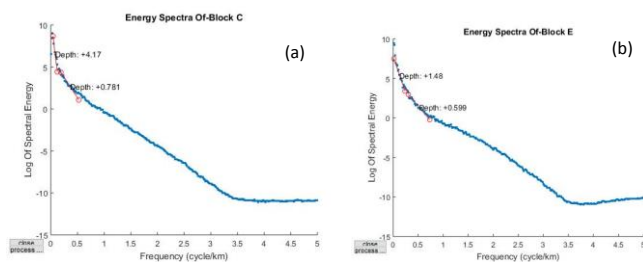 Energy Spectra Of-Block C
(a)
Depth: +4.17
Depth: +0.781
Log Of Spectral Energy
10
5
0
-5
-10
-15
0 0.5 1 1.5 2 2.5 3 3.5 4 4.5 5
Frequency (cycle/km)
close
process ...
Energy Spectra Of-Block E
(b)
Depth: +1.48
Depth: +0.599
Log Of Spectral Energy
10
5
0
-5
-10
-15
0 0.5 1 1.5 2 2.5 3 3.5 4 4.5 5
Frequency (cycle/km)
close
process ...